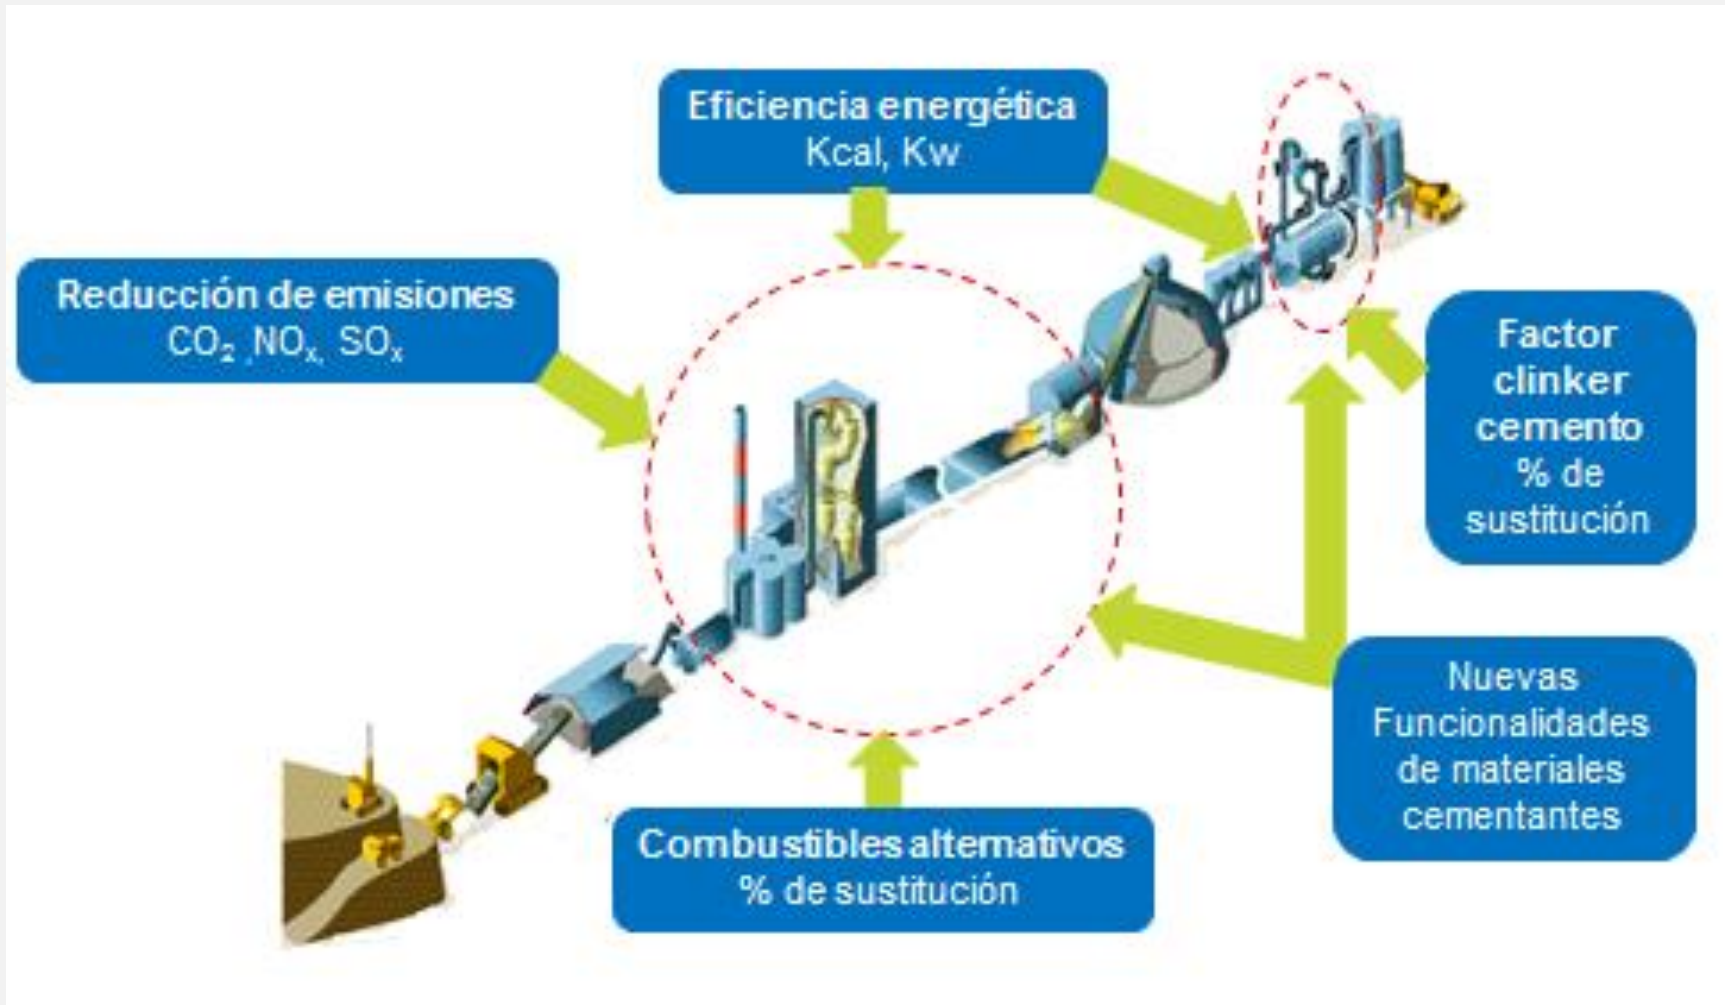 Eficiencia energética
Kcal, Kw
Reducción de emisiones
CO₂ ,NOₓ, SOₓ
Factor
clinker
cemento
% de
sustitución
Nuevas
Funcionalidades
de materiales
cementantes
Combustibles alternativos
% de sustitución